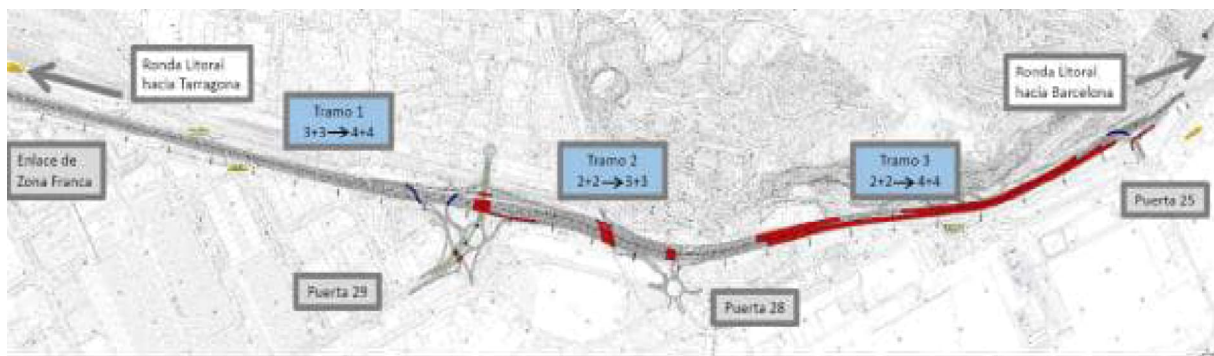 Ronda Litoral
hacia Tarragona
Ronda Litoral
hacia Barcelona
Tramo 1
3+3→4+4
Enlace de
Zona Franca
Tramo 2
2+2→3+3
Tramo 3
2+2→4+4
Puerta 25
Puerta 29
Puerta 28